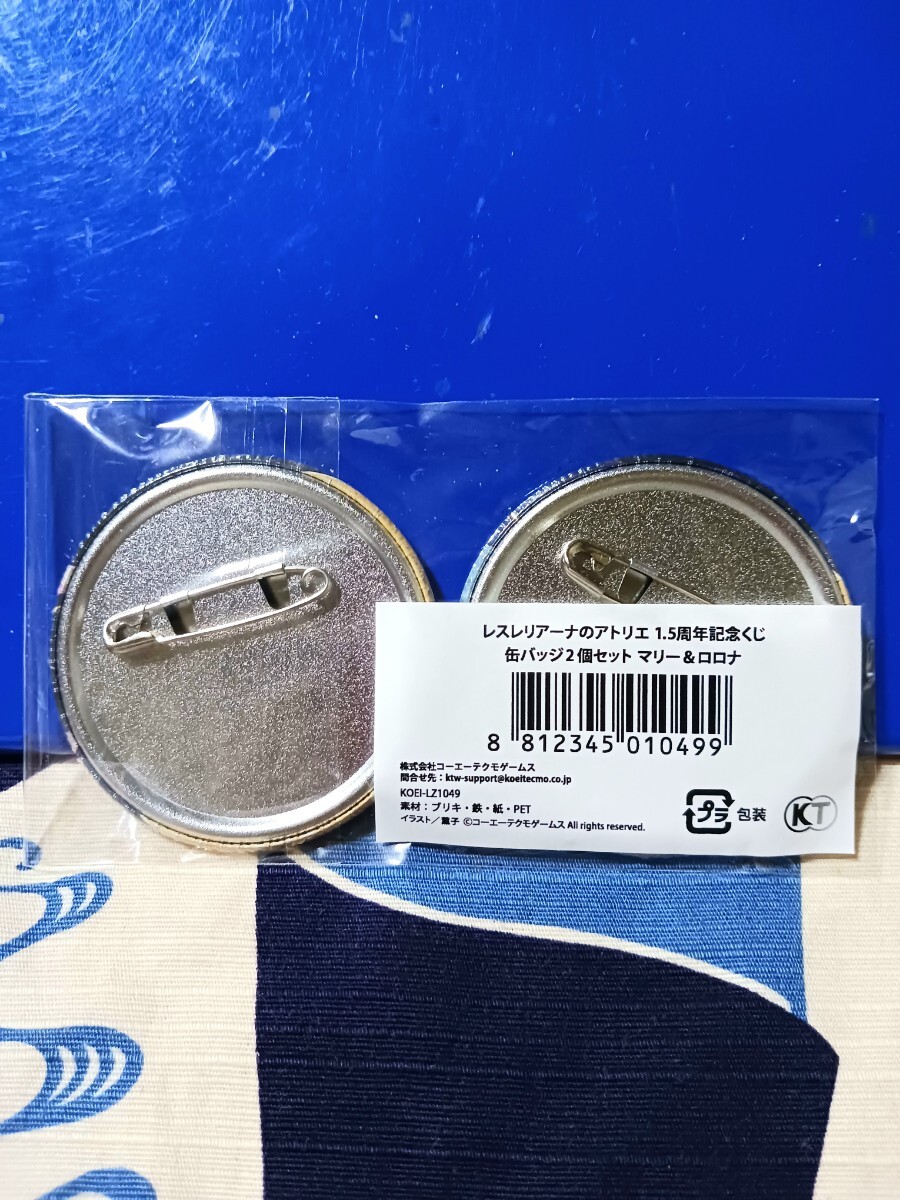 レスレリアーナのアトリエ 1.5周年記念くじ
缶バッジ2個セット マリー＆ロロナ
8 812345 010499
株式会社コーエーテクモゲームス
問合せ先：ktw-support@koeitecmo.co.jp
KOEI-LZ1049
素材：ブリキ・鉄・紙・PET
イラスト／薫子 ©コーエーテクモゲームス All rights reserved.
プラ 包装
KT